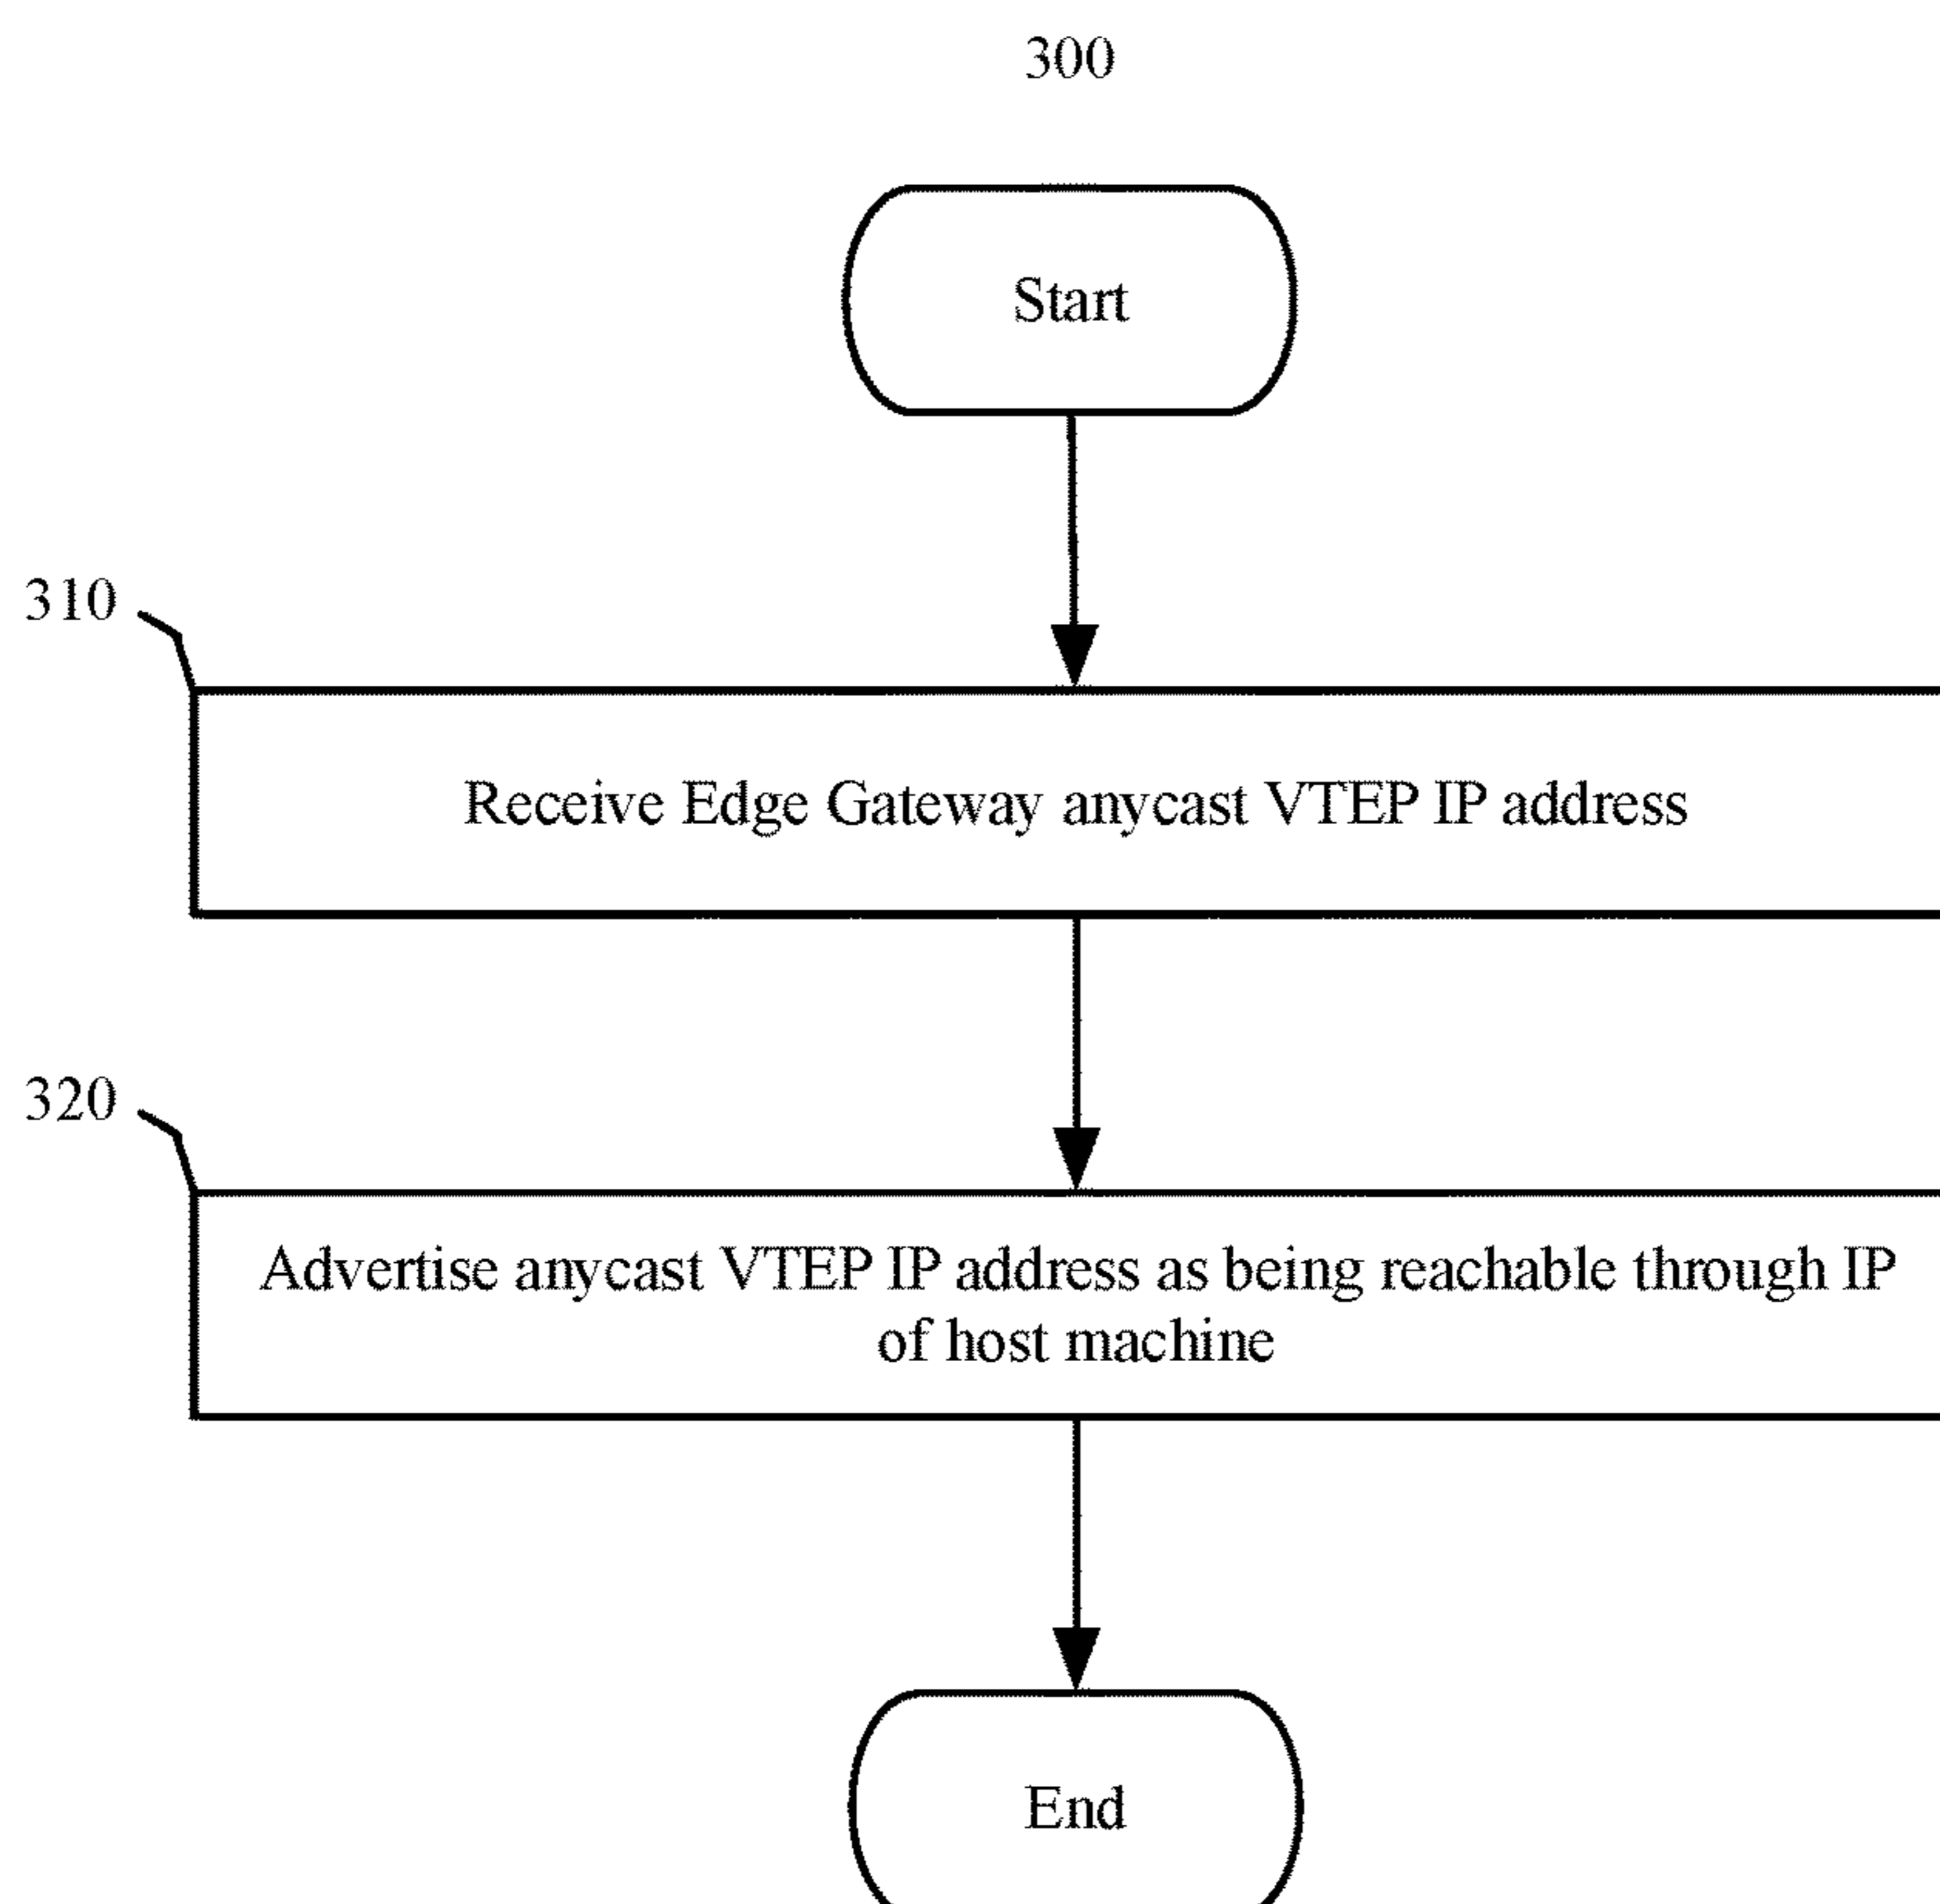 300
Start
310
Receive Edge Gateway anycast VTEP IP address
320
Advertise anycast VTEP IP address as being reachable through IP
of host machine
End